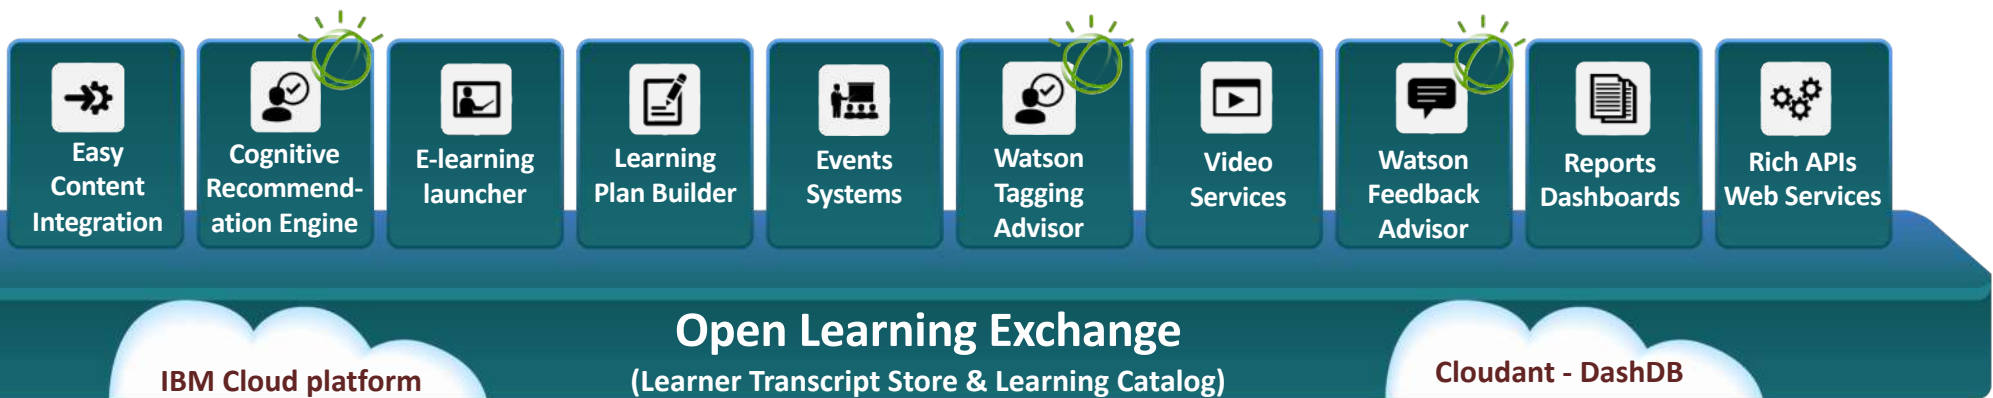 Easy
Content
Integration
Cognitive
Recommend-
ation Engine
E-learning
launcher
Learning
Plan Builder
Events
Systems
Watson
Tagging
Advisor
Video
Services
Watson
Feedback
Advisor
Reports
Dashboards
Rich APIs
Web Services
Open Learning Exchange
(Learner Transcript Store & Learning Catalog)
IBM Cloud platform
Cloudant - DashDB